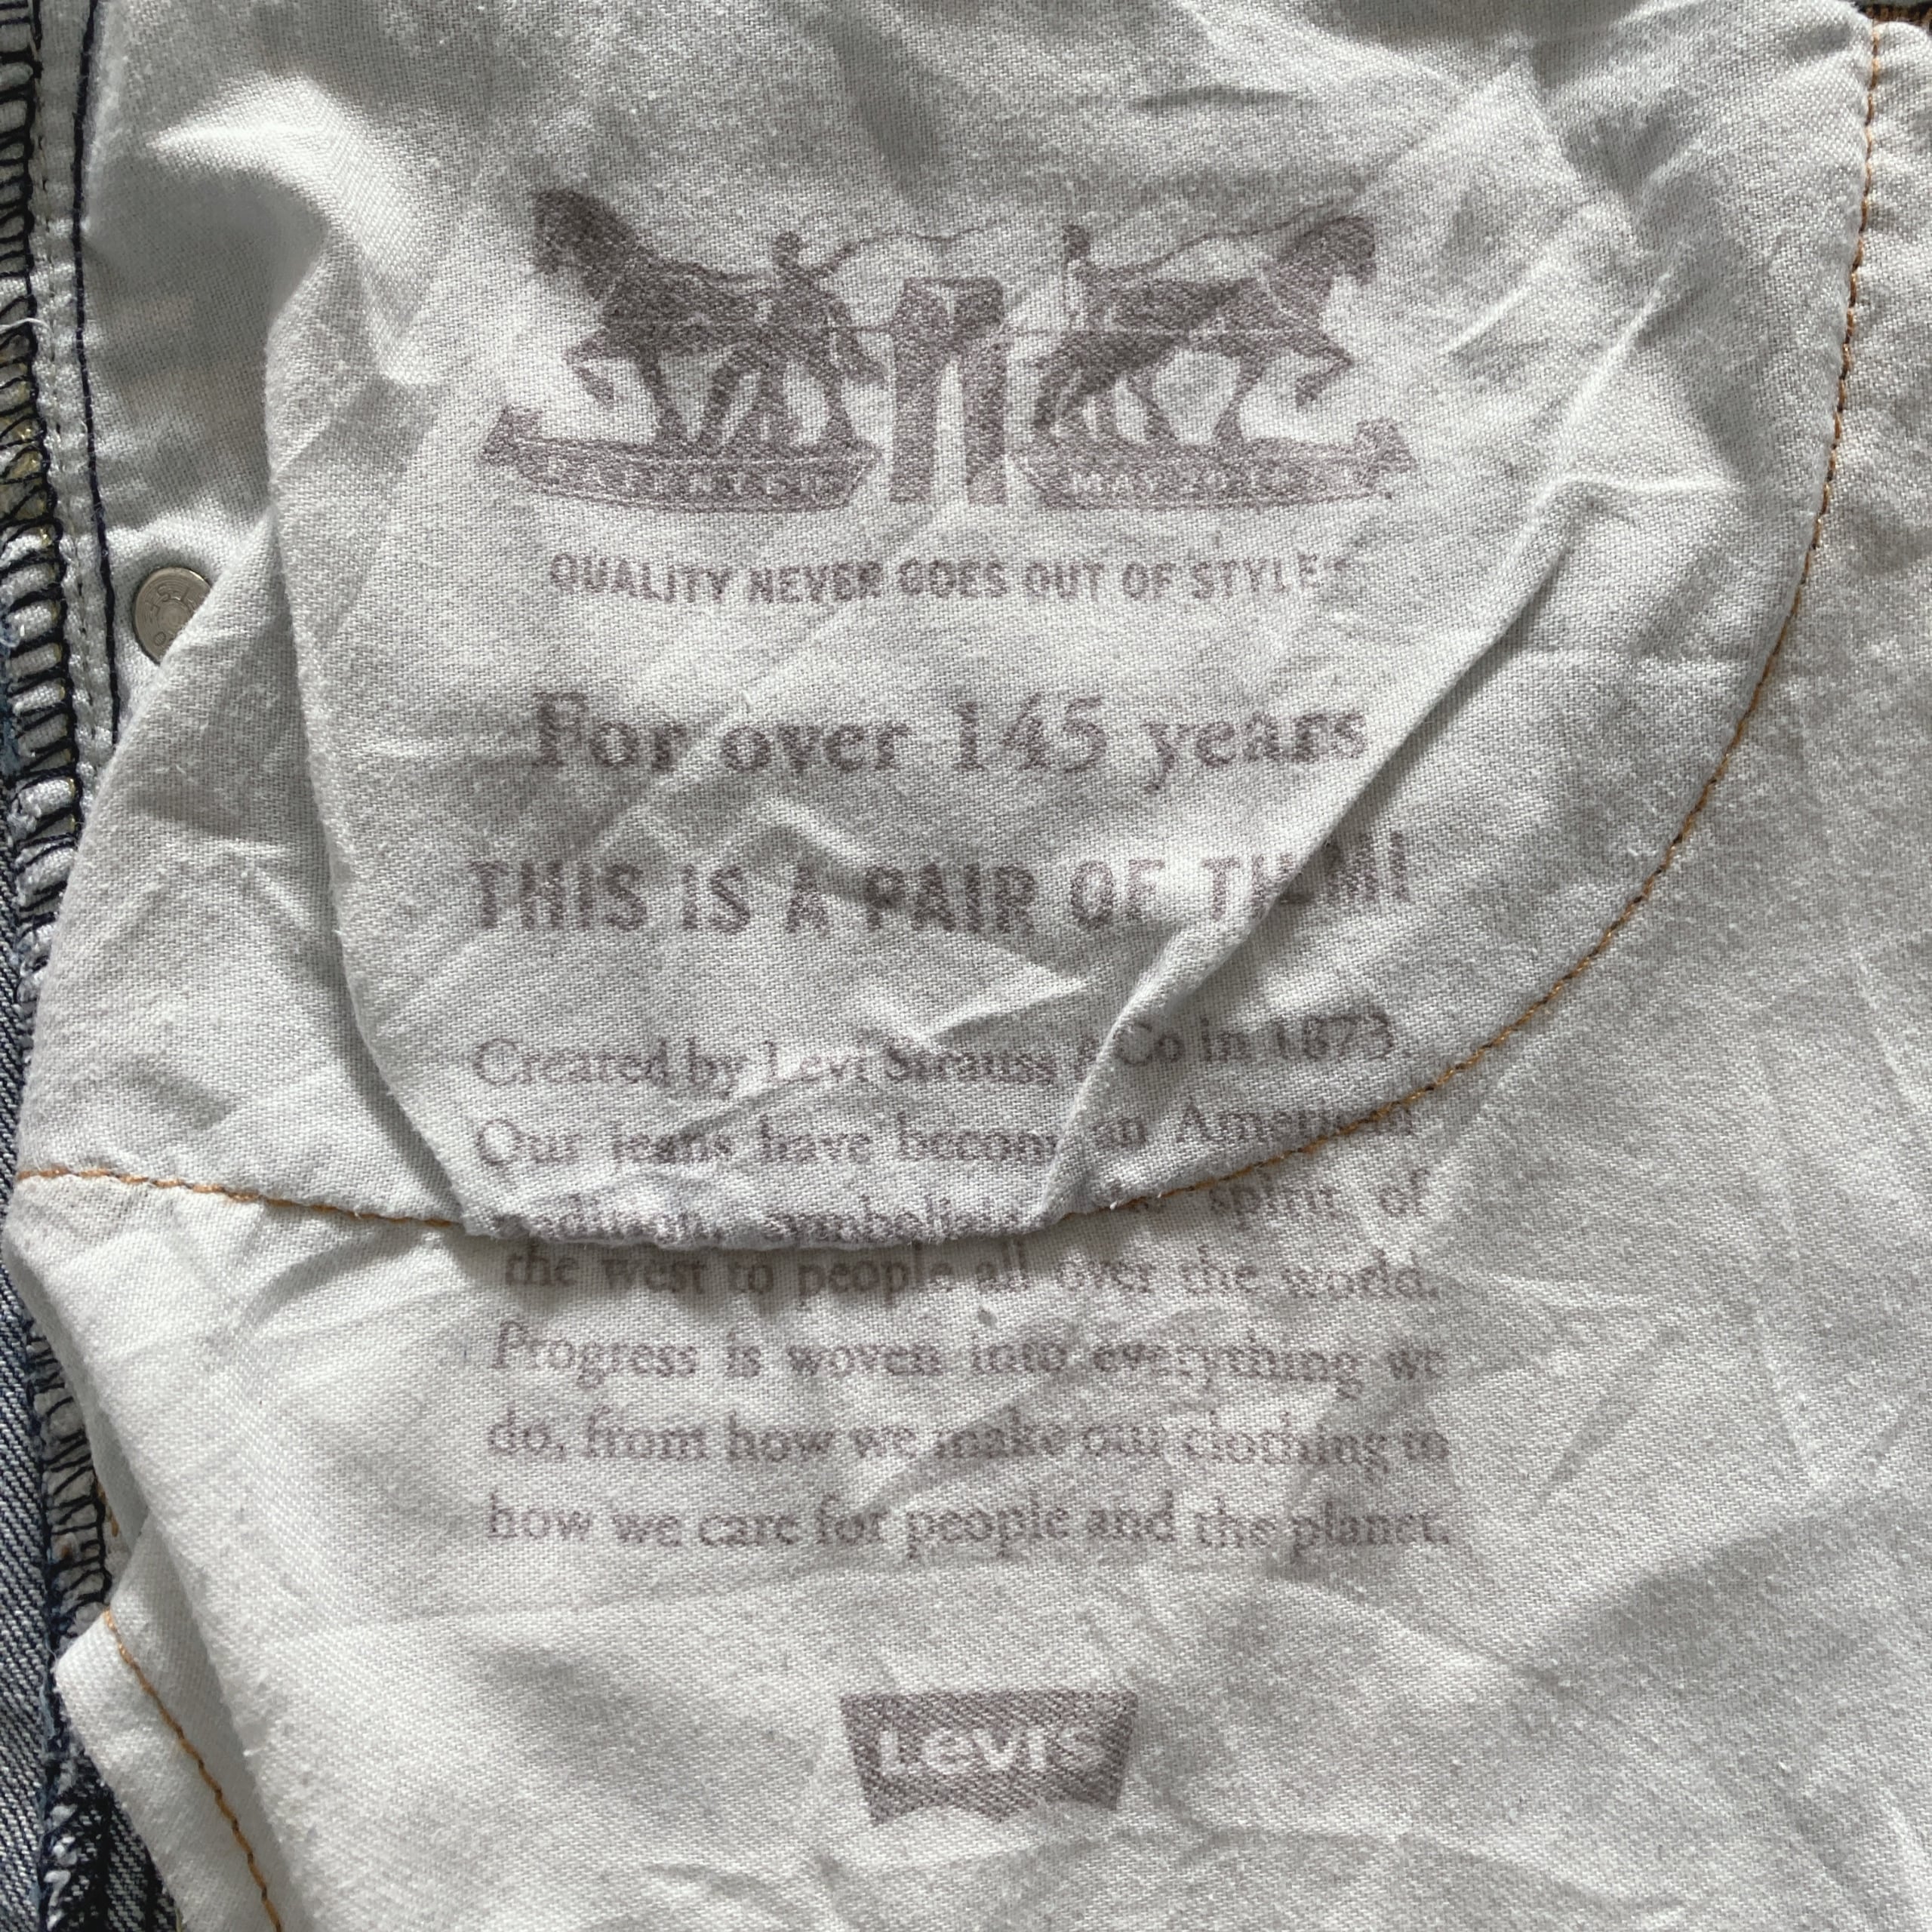 QUALITY NEVER GOES OUT OF STYLE
For over 145 years
THIS IS A PAIR OF THEM!
Created by Levi Strauss & Co in 1873.
Our jeans have become an American
spirit of
the west to people all over the world.
Progress is woven into everything we
do, from how we make our clothing to
how we care for people and the planet.
Levi's